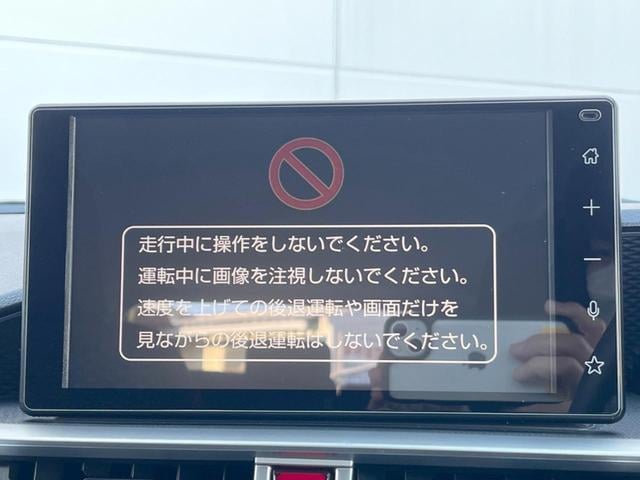 走行中に操作をしないでください。
運転中に画像を注視しないでください。
速度を上げての後退運転や画面だけを
見ながらの後退運転はしないでください。